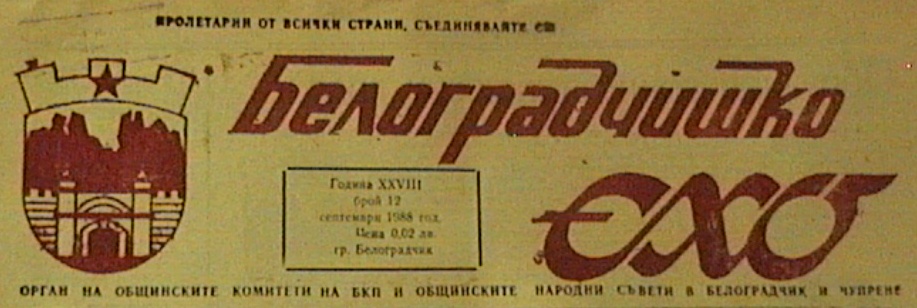 ПРОЛЕТАРИИ ОТ ВСИЧКИ СТРАНИ, СЪЕДИНЯВАЙТЕ СЕ!
Белоградчишко
ЕХО
Година XXVIII
брой 12
септември 1988 год.
Цена 0,02 лв.
гр. Белоградчик
ОРГАН НА ОБЩИНСКИТЕ КОМИТЕТИ НА БКП И ОБЩИНСКИТЕ НАРОДНИ СЪВЕТИ В БЕЛОГРАДЧИК И ЧУПРЕНЕ